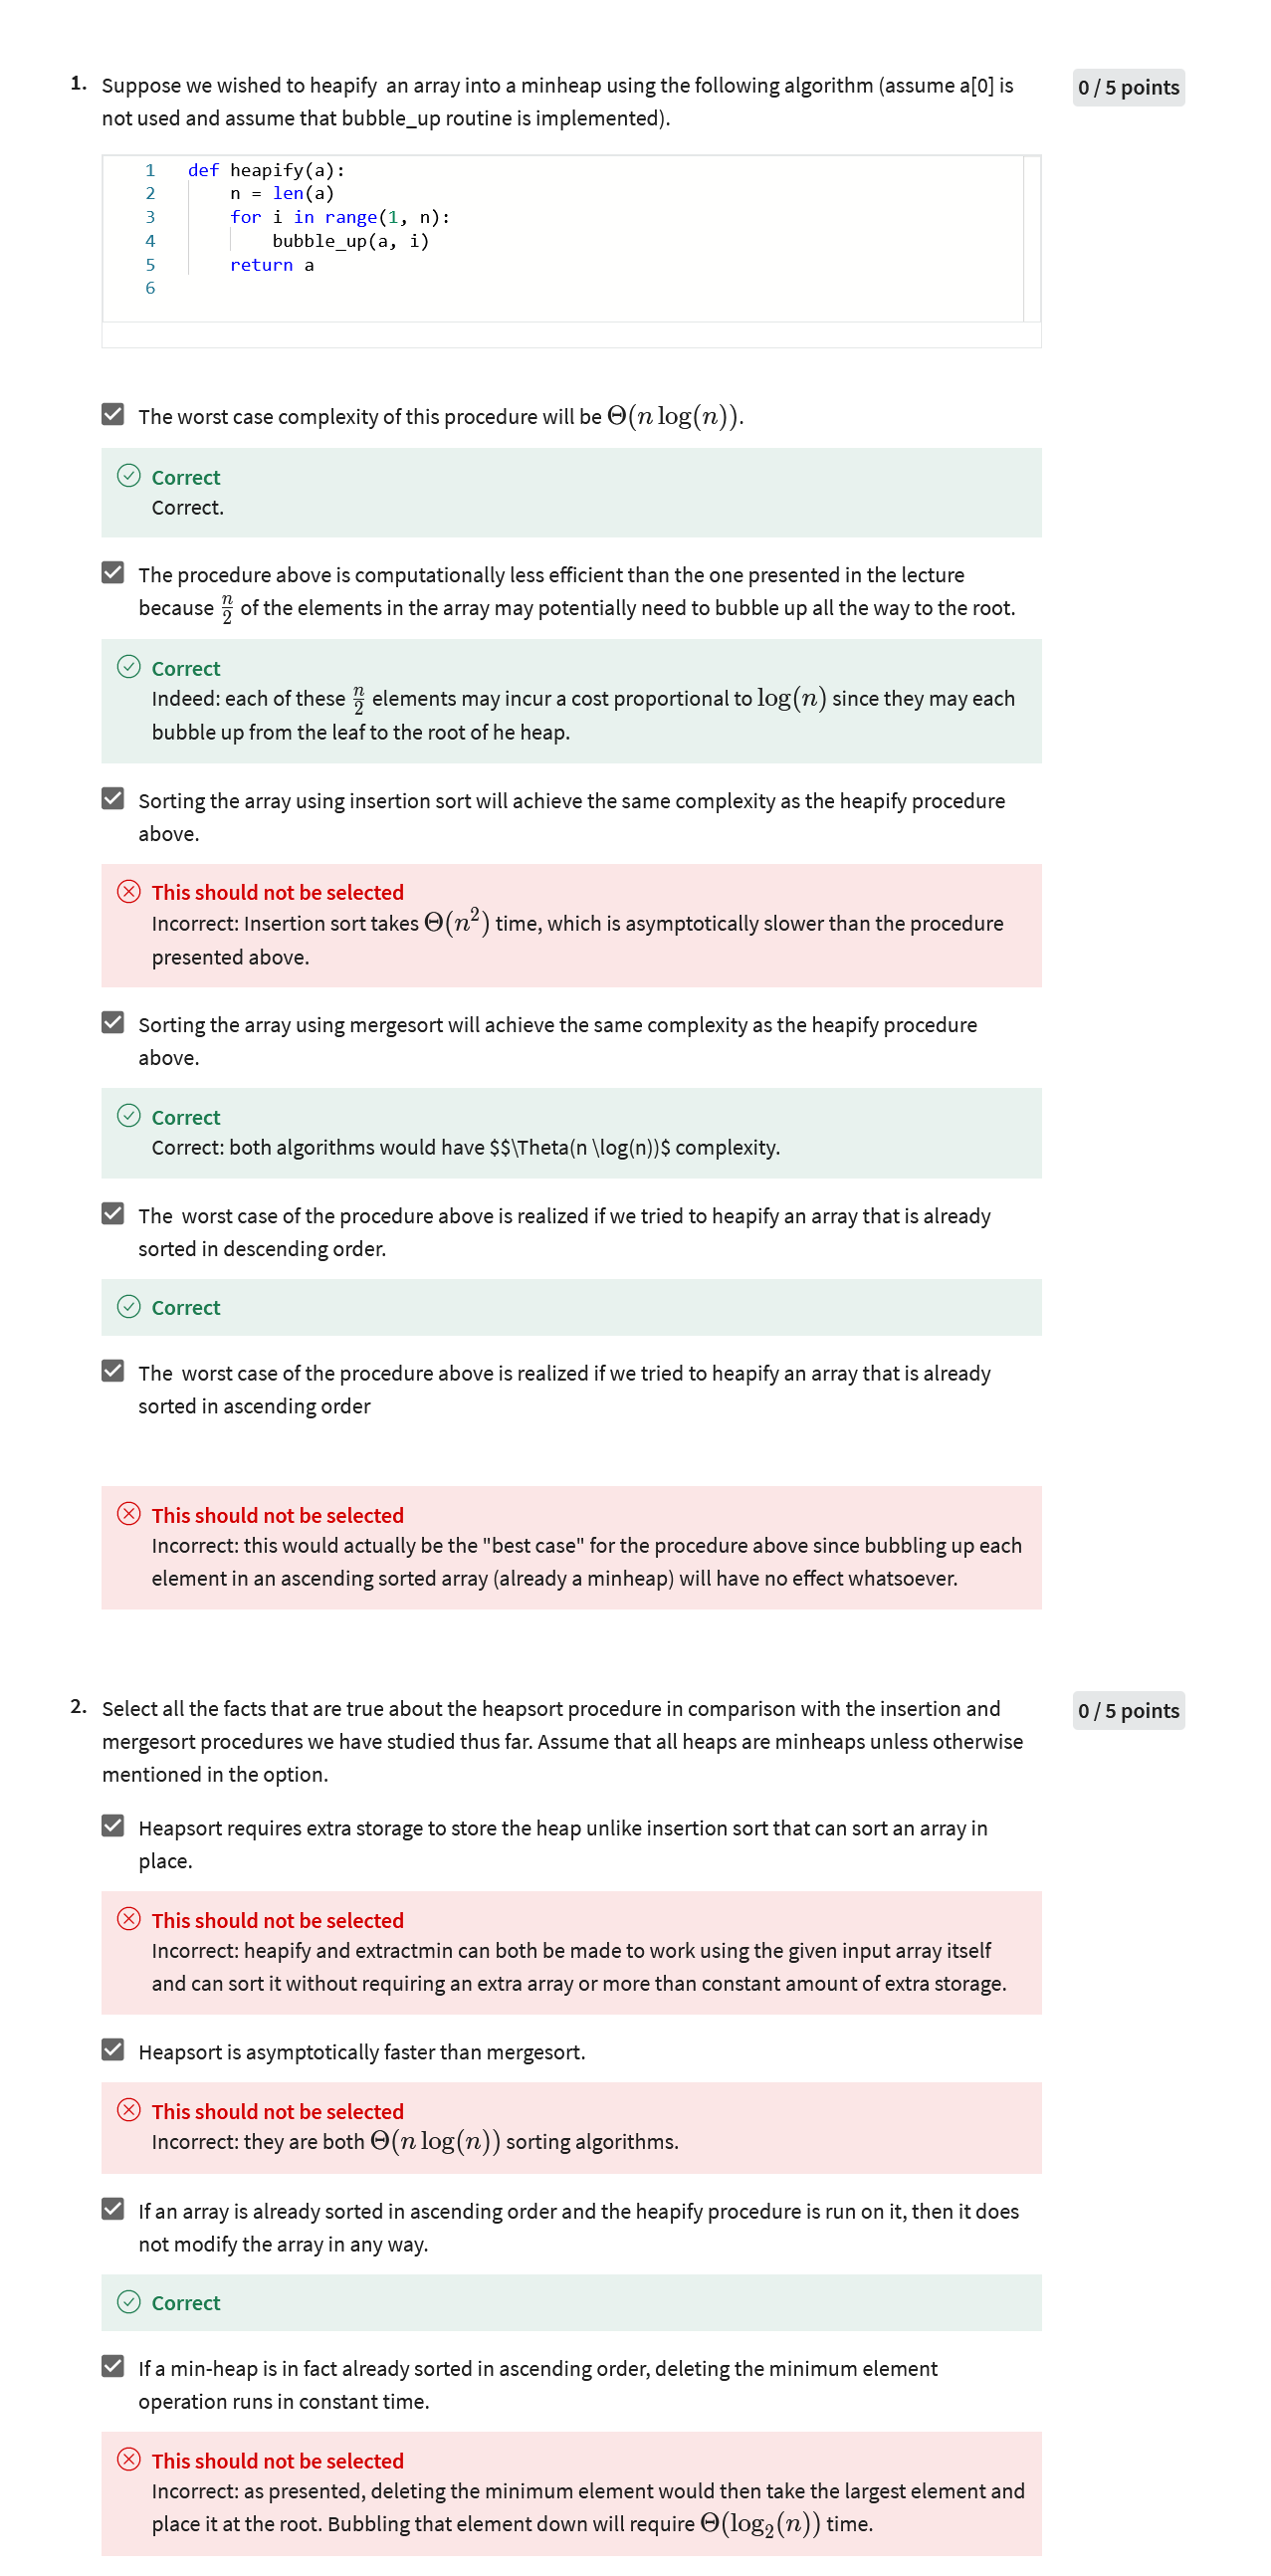 1. Suppose we wished to heapify an array into a minheap using the following algorithm (assume a[0] is
not used and assume that bubble_up routine is implemented).
0 / 5 points
1 def heapify(a):
2 n = len(a)
3 for i in range(1, n):
4 bubble_up(a, i)
5 return a
6
The worst case complexity of this procedure will be Θ(n log(n)).
Correct
Correct.
The procedure above is computationally less efficient than the one presented in the lecture
because n/2 of the elements in the array may potentially need to bubble up all the way to the root.
Correct
Indeed: each of these n/2 elements may incur a cost proportional to log(n) since they may each
bubble up from the leaf to the root of he heap.
Sorting the array using insertion sort will achieve the same complexity as the heapify procedure
above.
This should not be selected
Incorrect: Insertion sort takes Θ(n²) time, which is asymptotically slower than the procedure
presented above.
Sorting the array using mergesort will achieve the same complexity as the heapify procedure
above.
Correct
Correct: both algorithms would have $$\Theta(n \log(n))$ complexity.
The worst case of the procedure above is realized if we tried to heapify an array that is already
sorted in descending order.
Correct
The worst case of the procedure above is realized if we tried to heapify an array that is already
sorted in ascending order
This should not be selected
Incorrect: this would actually be the "best case" for the procedure above since bubbling up each
element in an ascending sorted array (already a minheap) will have no effect whatsoever.
2. Select all the facts that are true about the heapsort procedure in comparison with the insertion and
mergesort procedures we have studied thus far. Assume that all heaps are minheaps unless otherwise
mentioned in the option.
0 / 5 points
Heapsort requires extra storage to store the heap unlike insertion sort that can sort an array in
place.
This should not be selected
Incorrect: heapify and extractmin can both be made to work using the given input array itself
and can sort it without requiring an extra array or more than constant amount of extra storage.
Heapsort is asymptotically faster than mergesort.
This should not be selected
Incorrect: they are both Θ(n log(n)) sorting algorithms.
If an array is already sorted in ascending order and the heapify procedure is run on it, then it does
not modify the array in any way.
Correct
If a min-heap is in fact already sorted in ascending order, deleting the minimum element
operation runs in constant time.
This should not be selected
Incorrect: as presented, deleting the minimum element would then take the largest element and
place it at the root. Bubbling that element down will require Θ(log₂(n)) time.